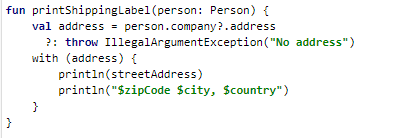 fun printShippingLabel(person: Person) {
    val address = person.company?.address
      ?: throw IllegalArgumentException("No address")
    with (address) {
        println(streetAddress)
        println("$zipCode $city, $country")
    }
}